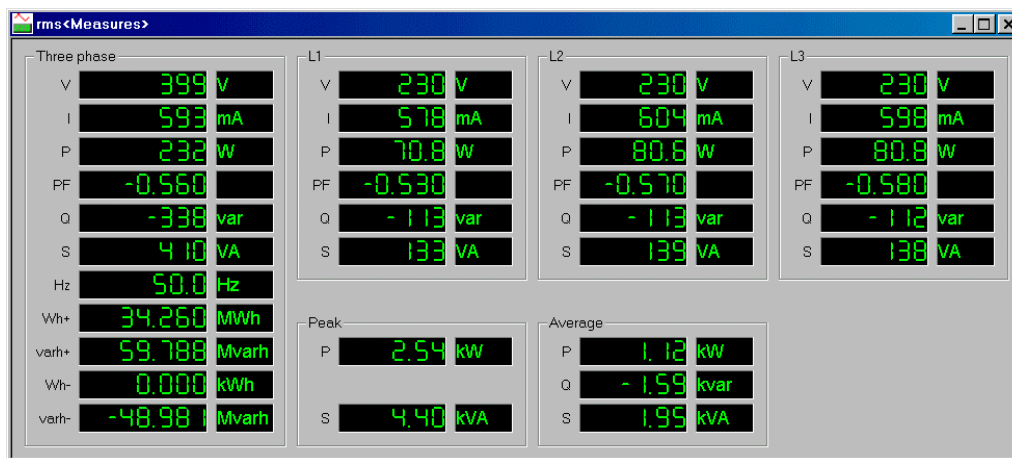 rms<Measures>
Three phase
V 399 V
I 593 mA
P 232 W
PF -0.560
Q -338 var
S 410 VA
Hz 50.0 Hz
Wh+ 34.260 MWh
varh+ 59.788 Mvarh
Wh- 0.000 kWh
varh- -48.981 Mvarh
L1
V 230 V
I 578 mA
P 70.8 W
PF -0.530
Q -113 var
S 133 VA
L2
V 230 V
I 604 mA
P 80.6 W
PF -0.570
Q -113 var
S 139 VA
L3
V 230 V
I 598 mA
P 80.8 W
PF -0.580
Q -112 var
S 138 VA
Peak
P 2.54 kW
S 4.40 kVA
Average
P 1.12 kW
Q -1.59 kvar
S 1.95 kVA